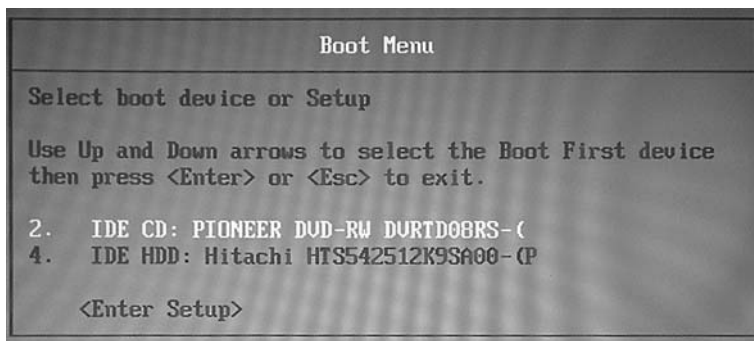 Boot Menu
Select boot device or Setup
Use Up and Down arrows to select the Boot First device
then press <Enter> or <Esc> to exit.
2. IDE CD: PIONEER DVD-RW DVRTD08RS-(
4. IDE HDD: Hitachi HTS542512K9SA00-(P
<Enter Setup>